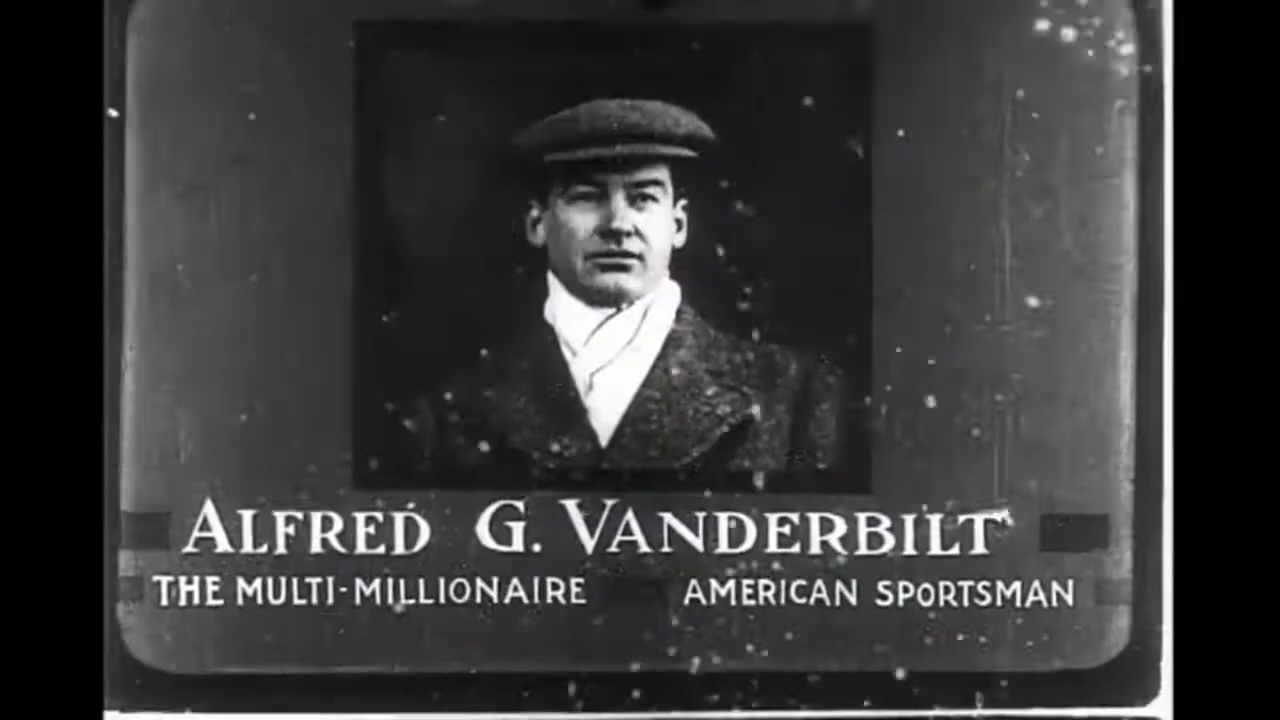 ALFRED G. VANDERBILT
THE MULTI-MILLIONAIRE AMERICAN SPORTSMAN